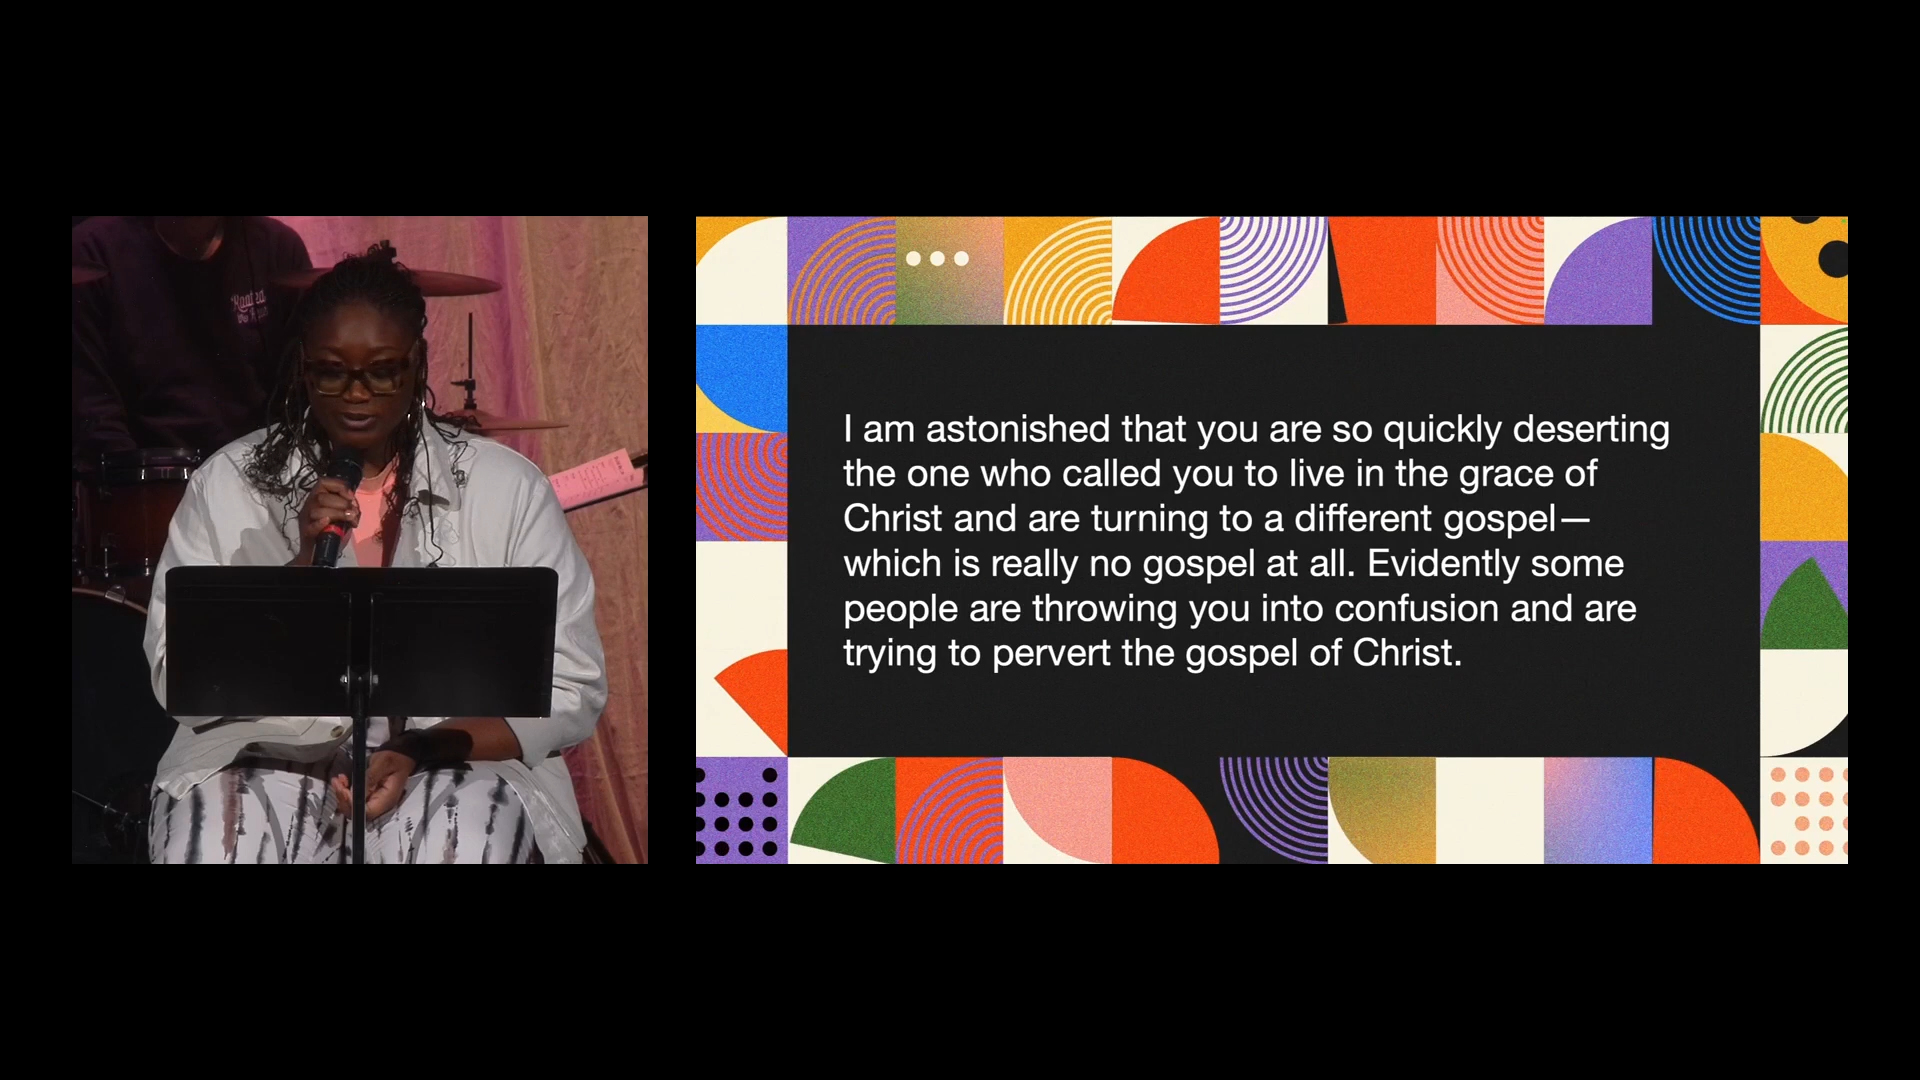 I am astonished that you are so quickly deserting
the one who called you to live in the grace of
Christ and are turning to a different gospel—
which is really no gospel at all. Evidently some
people are throwing you into confusion and are
trying to pervert the gospel of Christ.